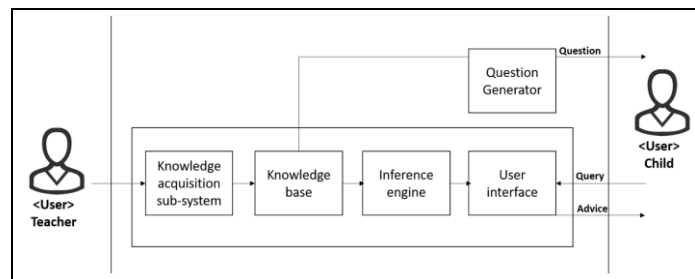 Question
Question
Generator
<User>
Child
Knowledge
acquisition
sub-system
Knowledge
base
Inference
engine
User
interface
Query
Advice
<User>
Teacher